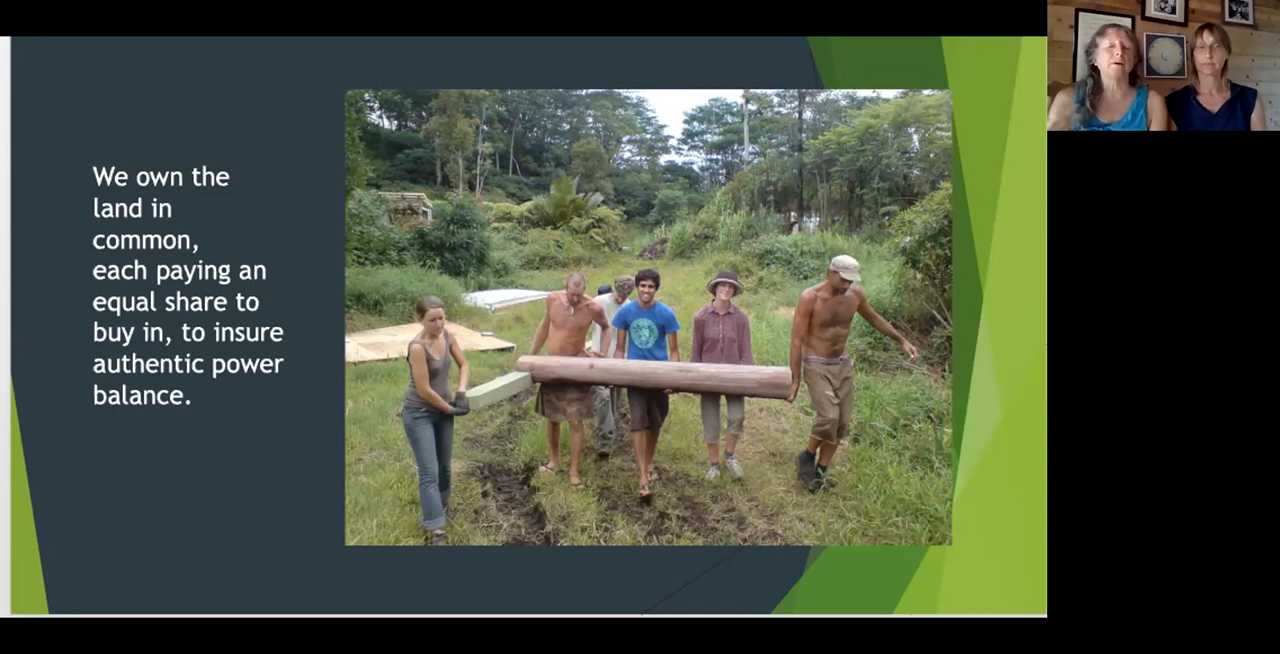 We own the
land in
common,
each paying an
equal share to
buy in, to insure
authentic power
balance.